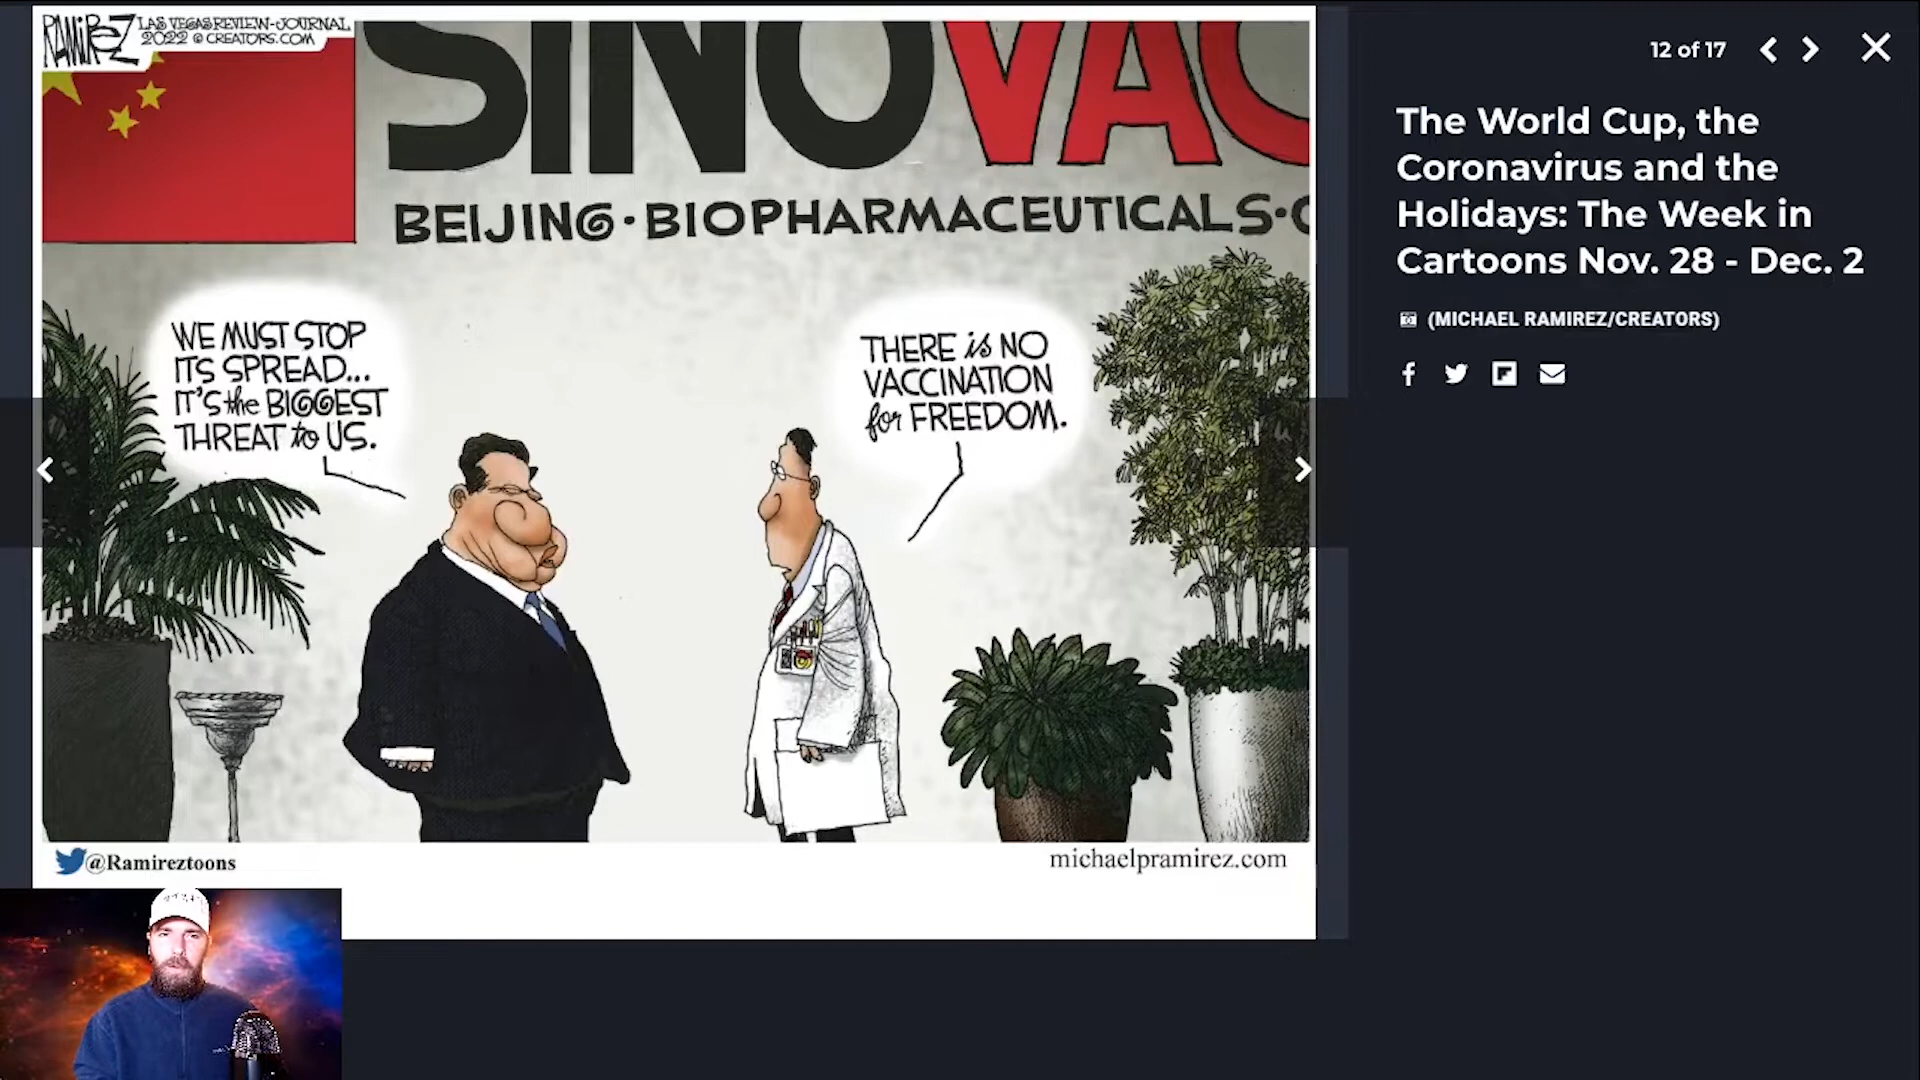 RAMIREZ
LAS VEGAS REVIEW-JOURNAL
2022 © CREATORS.COM
SINOVAC
BEIJING·BIOPHARMACEUTICALS·C
WE MUST STOP
ITS SPREAD...
IT'S the BIGGEST
THREAT to US.
THERE is NO
VACCINATION
for FREEDOM.
@Ramireztoons
michaelpramirez.com
12 of 17
The World Cup, the
Coronavirus and the
Holidays: The Week in
Cartoons Nov. 28 - Dec. 2
(MICHAEL RAMIREZ/CREATORS)